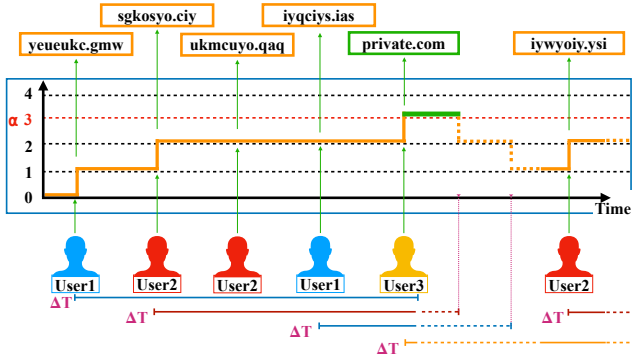 sgkosyo.ciy
iyqciys.ias
yeueukc.gmw
ukmcuyo.qaq
private.com
iywyoiy.ysi
4
α 3
2
1
0
Time
User1
User2
User2
User1
User3
User2
ΔT
ΔT
ΔT
ΔT
ΔT